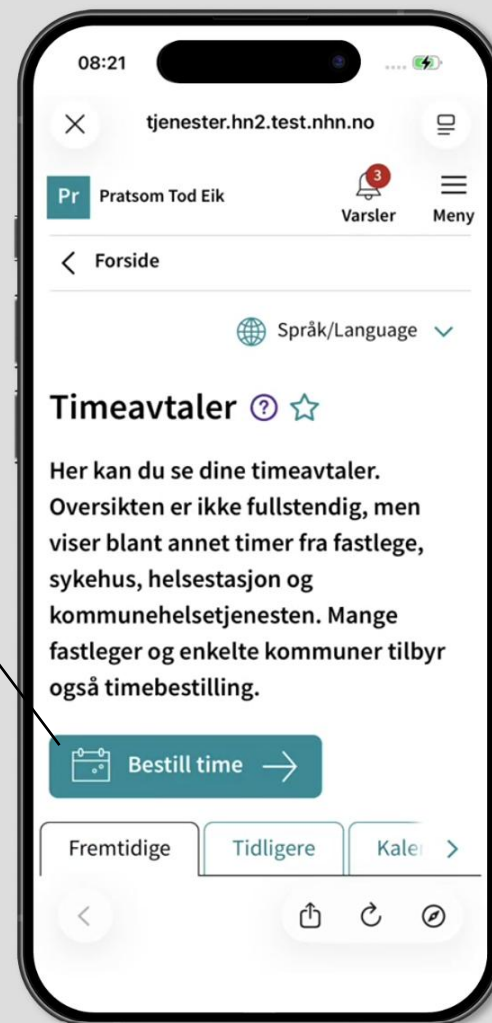 08:21
tjenester.hn2.test.nhn.no
Pr Pratsom Tod Eik
3
Varsler Meny
Forside
Språk/Language
Timeavtaler
Her kan du se dine timeavtaler.
Oversikten er ikke fullstendig, men
viser blant annet timer fra fastlege,
sykehus, helsestasjon og
kommunehelsetjenesten. Mange
fastleger og enkelte kommuner tilbyr
også timebestilling.
Bestill time
Fremtidige Tidligere